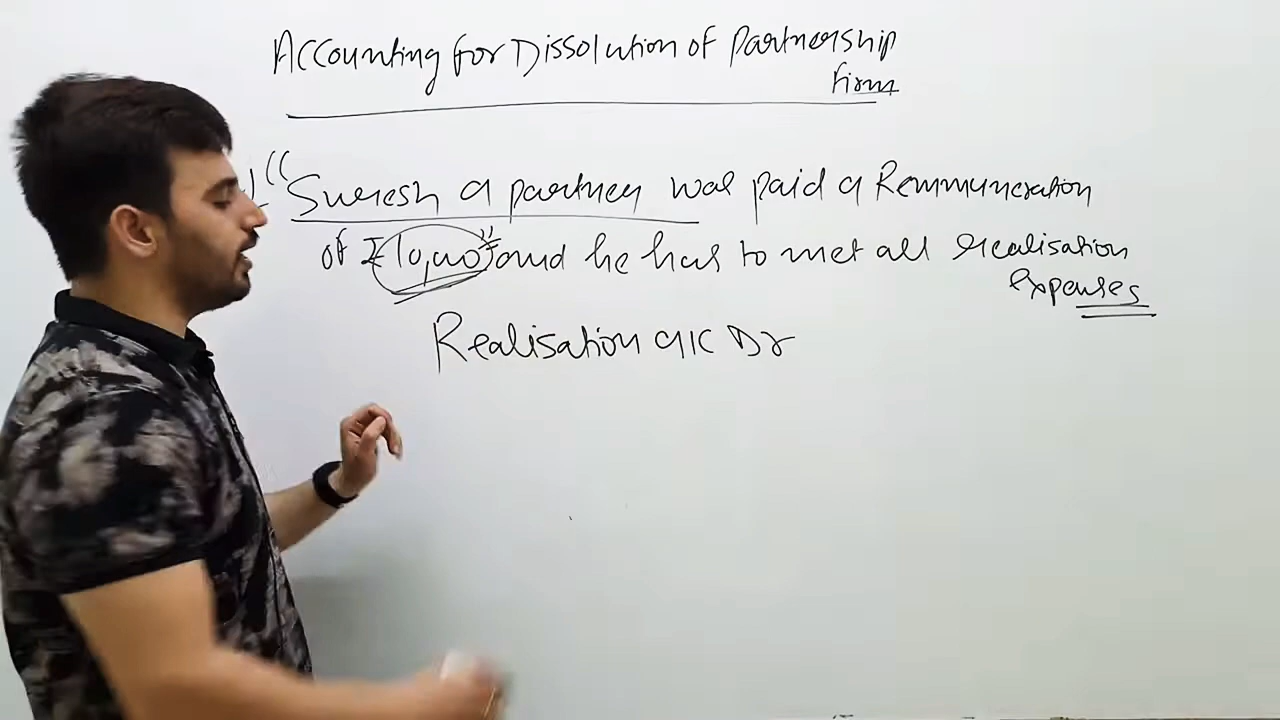 Accounting for Dissolution of Partnership
firm
"Suresh a partner was paid a Remmuneration
of ₹10,000" and he has to met all realisation
expenses
Realisation A/c Dr